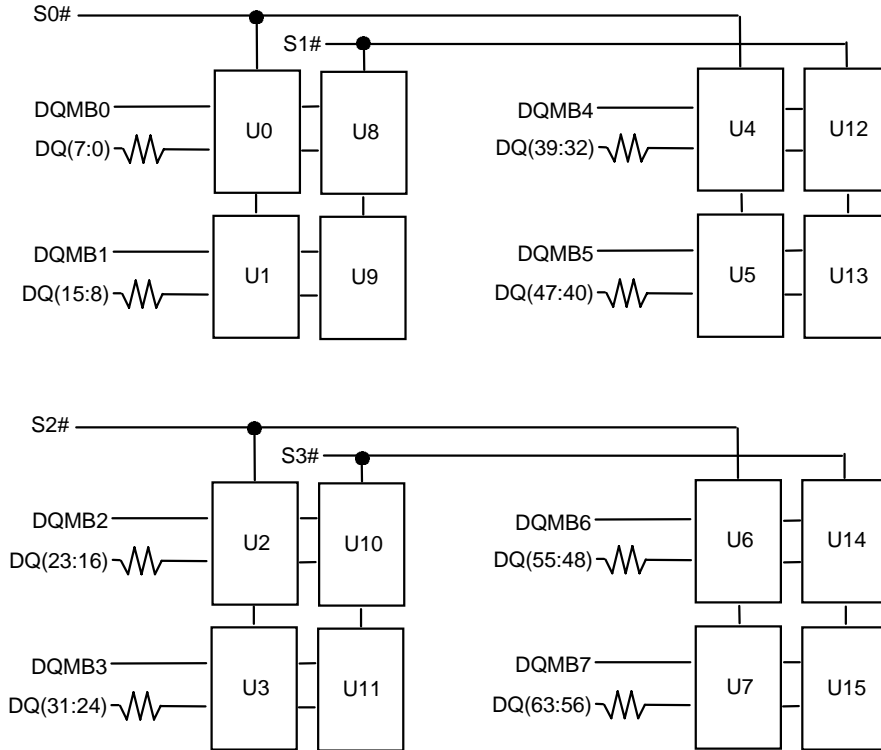 S0#
S1#
DQMB0
DQ(7:0)
U0
U8
DQMB4
DQ(39:32)
U4
U12
DQMB1
DQ(15:8)
U1
U9
DQMB5
DQ(47:40)
U5
U13
S2#
S3#
DQMB2
DQ(23:16)
U2
U10
DQMB6
DQ(55:48)
U6
U14
DQMB3
DQ(31:24)
U3
U11
DQMB7
DQ(63:56)
U7
U15